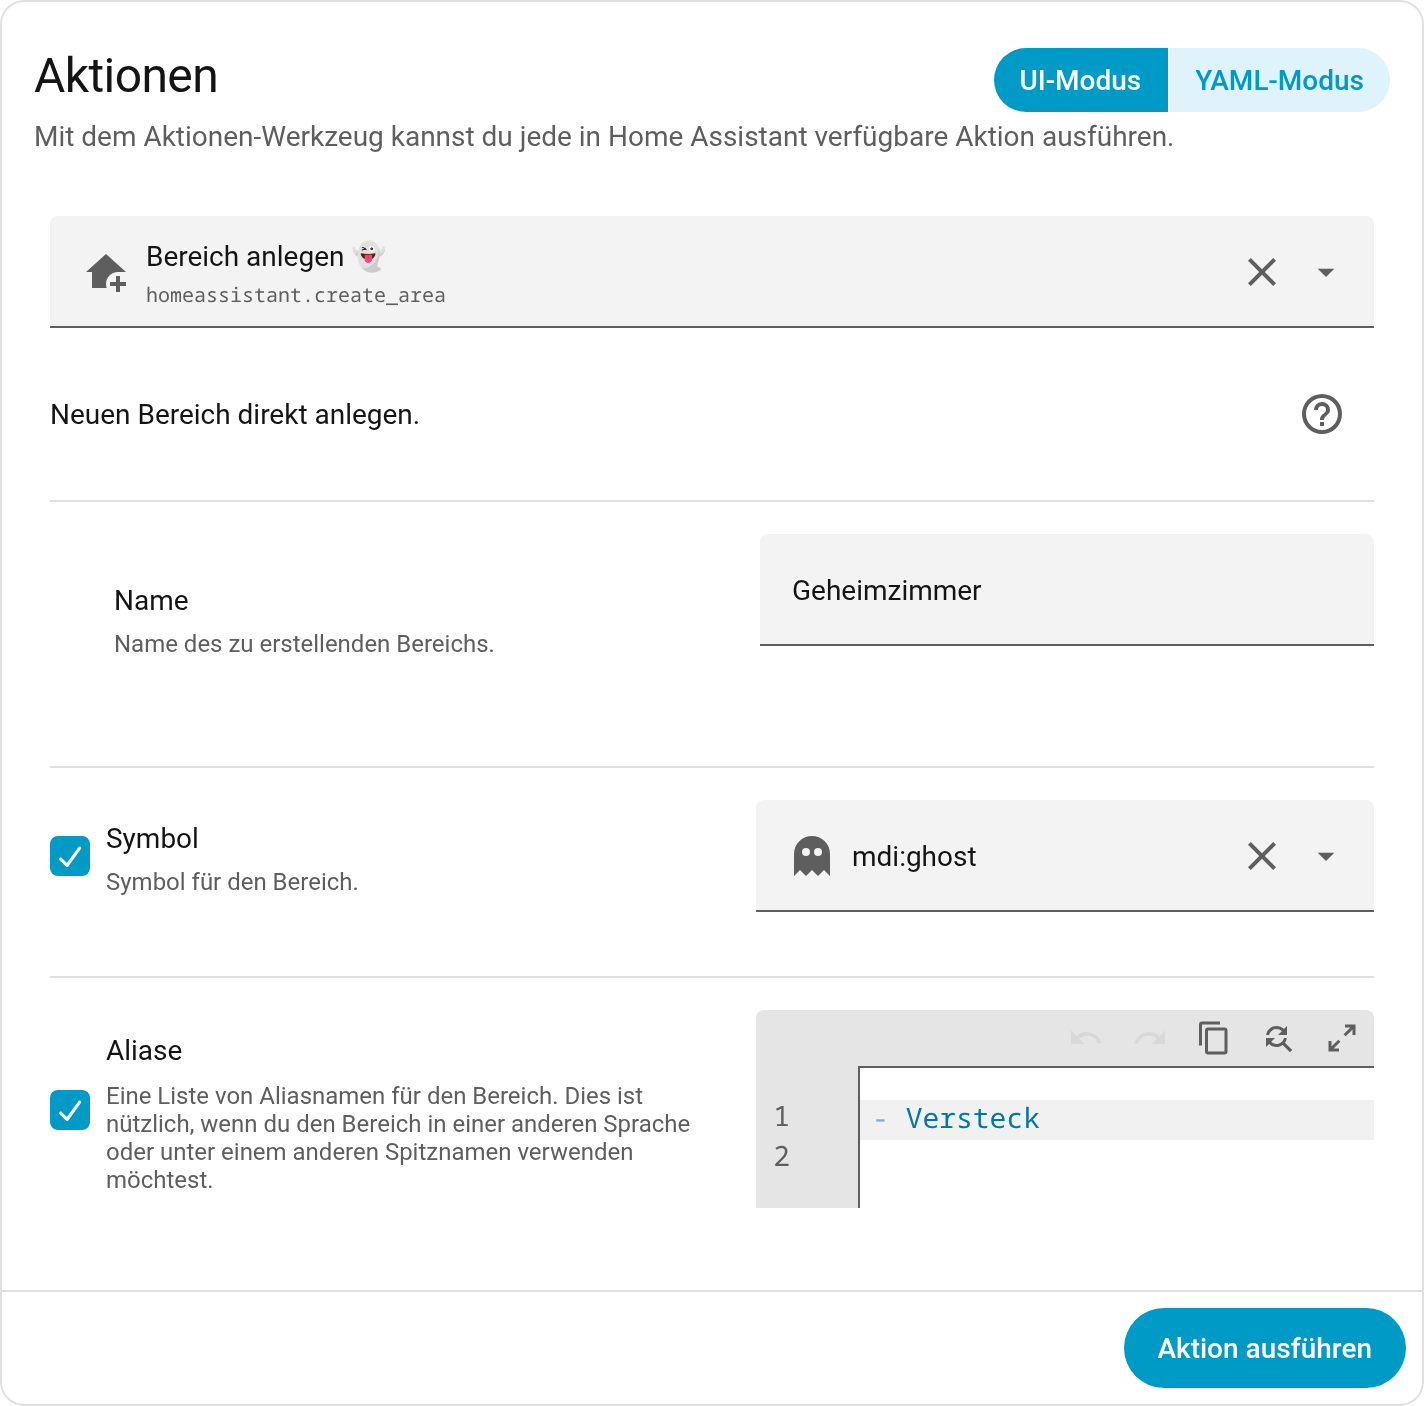 Aktionen
UI-Modus
YAML-Modus
Mit dem Aktionen-Werkzeug kannst du jede in Home Assistant verfügbare Aktion ausführen.
Bereich anlegen 👻
homeassistant.create_area
Neuen Bereich direkt anlegen.
Name
Name des zu erstellenden Bereichs.
Geheimzimmer
Symbol
Symbol für den Bereich.
mdi:ghost
Aliase
Eine Liste von Aliasnamen für den Bereich. Dies ist
nützlich, wenn du den Bereich in einer anderen Sprache
oder unter einem anderen Spitznamen verwenden
möchtest.
1 - Versteck
2
Aktion ausführen